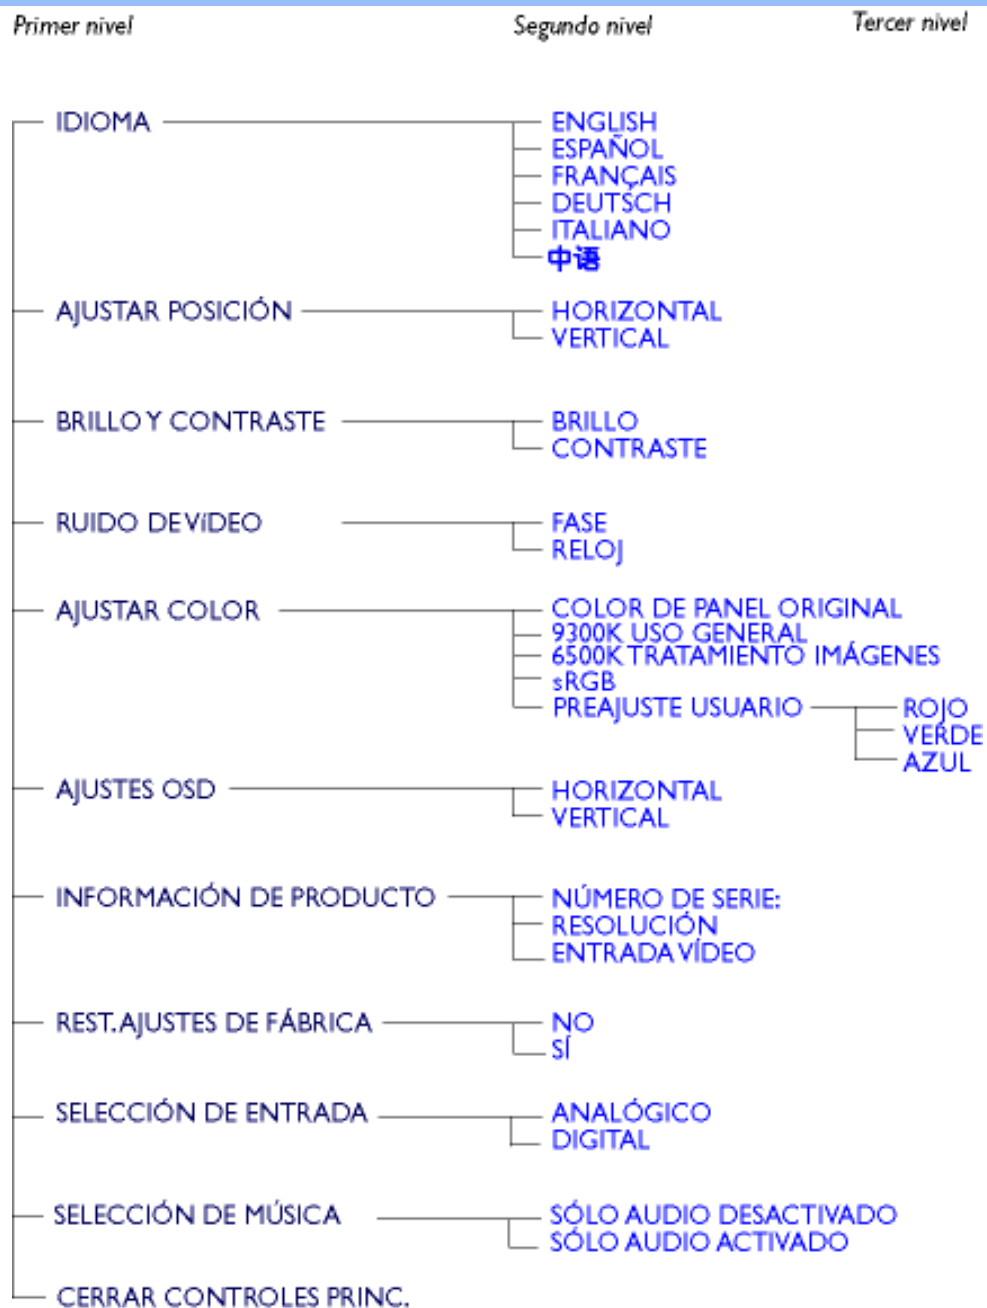 Primer nivel Segundo nivel Tercer nivel
IDIOMA ENGLISH
ESPAÑOL
FRANÇAIS
DEUTSCH
ITALIANO
中语
AJUSTAR POSICIÓN HORIZONTAL
VERTICAL
BRILLO Y CONTRASTE BRILLO
CONTRASTE
RUIDO DE VíDEO FASE
RELOJ
AJUSTAR COLOR COLOR DE PANEL ORIGINAL
9300K USO GENERAL
6500K TRATAMIENTO IMÁGENES
sRGB
PREAJUSTE USUARIO ROJO
VERDE
AZUL
AJUSTES OSD HORIZONTAL
VERTICAL
INFORMACIÓN DE PRODUCTO NÚMERO DE SERIE:
RESOLUCIÓN
ENTRADA VÍDEO
REST. AJUSTES DE FÁBRICA NO
SÍ
SELECCIÓN DE ENTRADA ANALÓGICO
DIGITAL
SELECCIÓN DE MÚSICA SÓLO AUDIO DESACTIVADO
SÓLO AUDIO ACTIVADO
CERRAR CONTROLES PRINC.